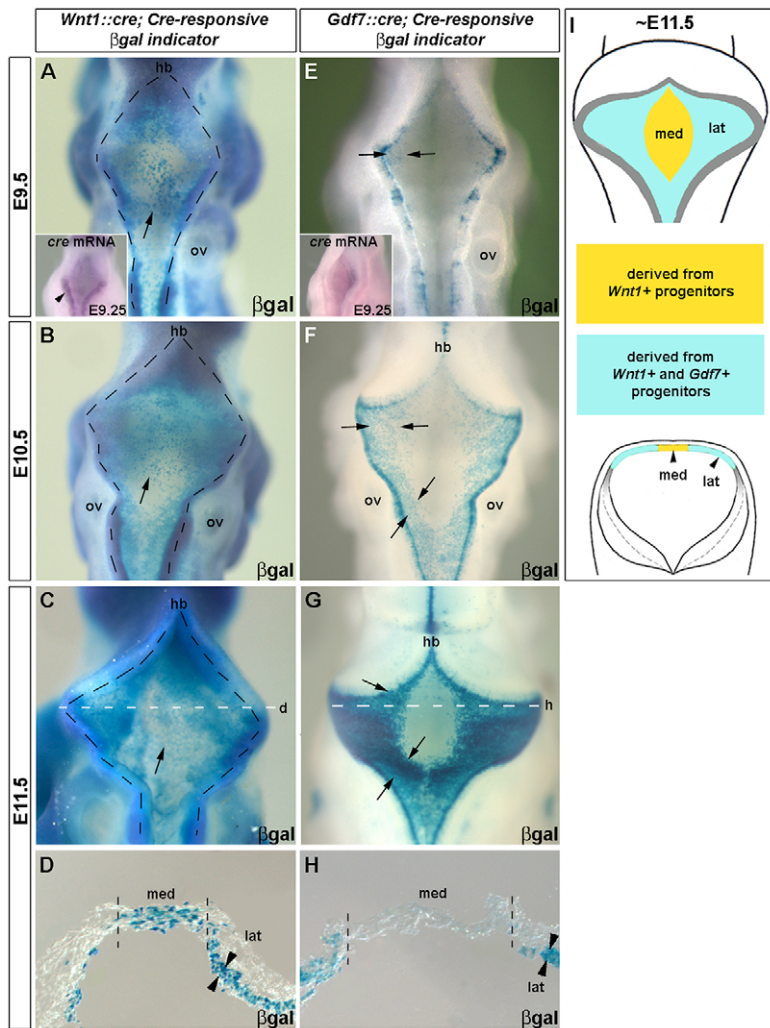 Wnt1::cre; Cre-responsive
βgal indicator
Gdf7::cre; Cre-responsive
βgal indicator
E9.5
A
hb
ov
cre mRNA
E9.25
βgal
E
ov
cre mRNA
E9.25
βgal
E10.5
B
hb
ov
ov
βgal
F
hb
ov
ov
βgal
E11.5
C
hb
d
βgal
G
hb
h
βgal
D
med
lat
βgal
H
med
lat
βgal
I
~E11.5
med
lat
derived from
Wnt1+ progenitors
derived from
Wnt1+ and Gdf7+
progenitors
med
lat